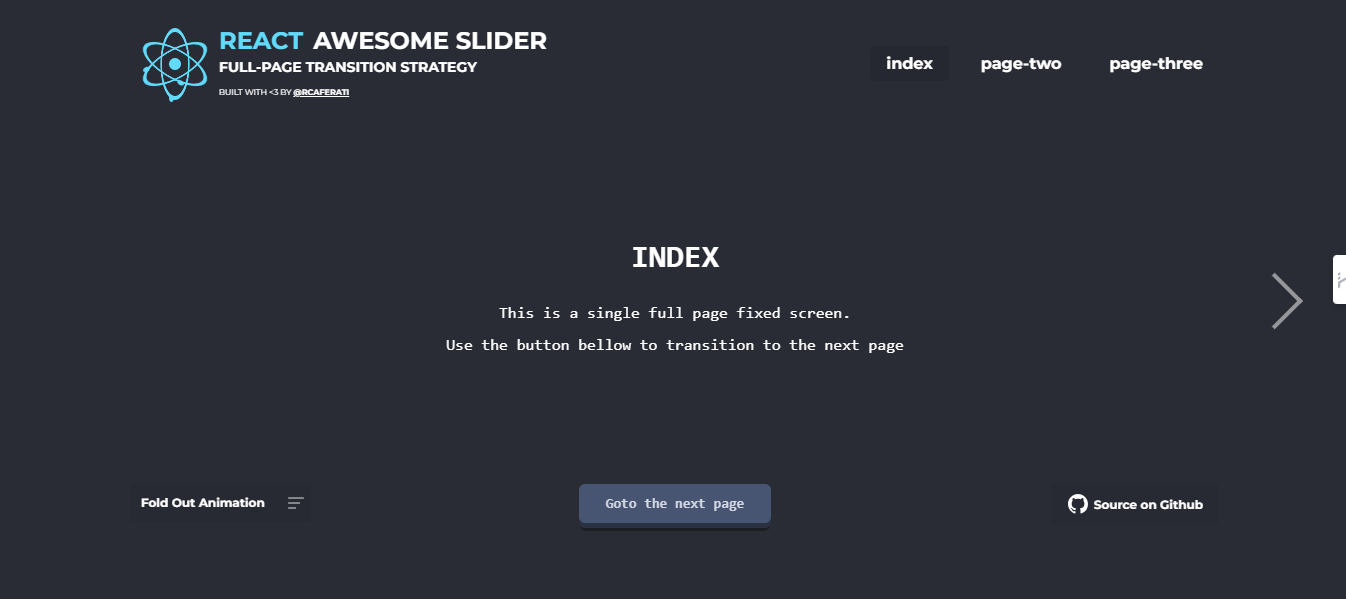 REACT AWESOME SLIDER
FULL-PAGE TRANSITION STRATEGY
BUILT WITH <3 BY @RCAFERATI
index page-two page-three
INDEX
This is a single full page fixed screen.
Use the button bellow to transition to the next page
Fold Out Animation
Goto the next page
Source on Github